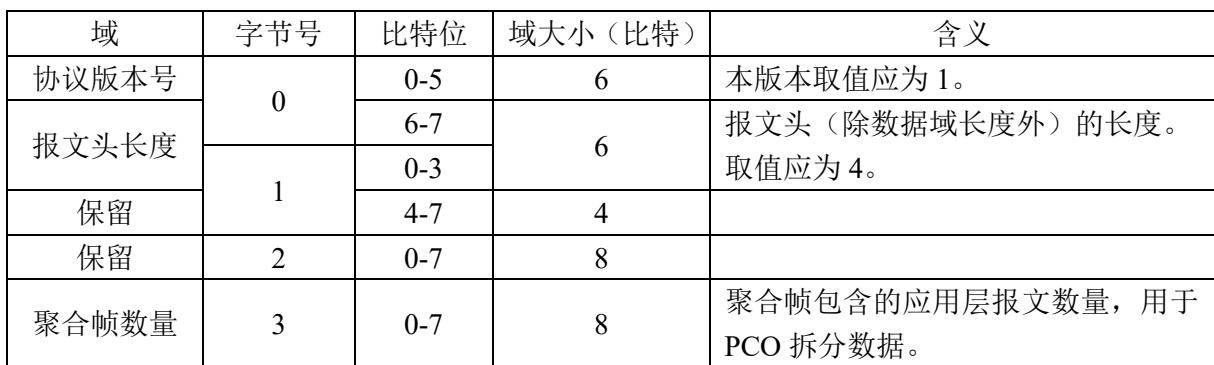 域 字节号 比特位 域大小（比特） 含义
协议版本号 0 0-5 6 本版本取值应为 1。
报文头长度 6-7 6 报文头（除数据域长度外）的长度。
1 0-3 取值应为 4。
保留 4-7 4
保留 2 0-7 8
聚合帧数量 3 0-7 8 聚合帧包含的应用层报文数量，用于
PCO 拆分数据。